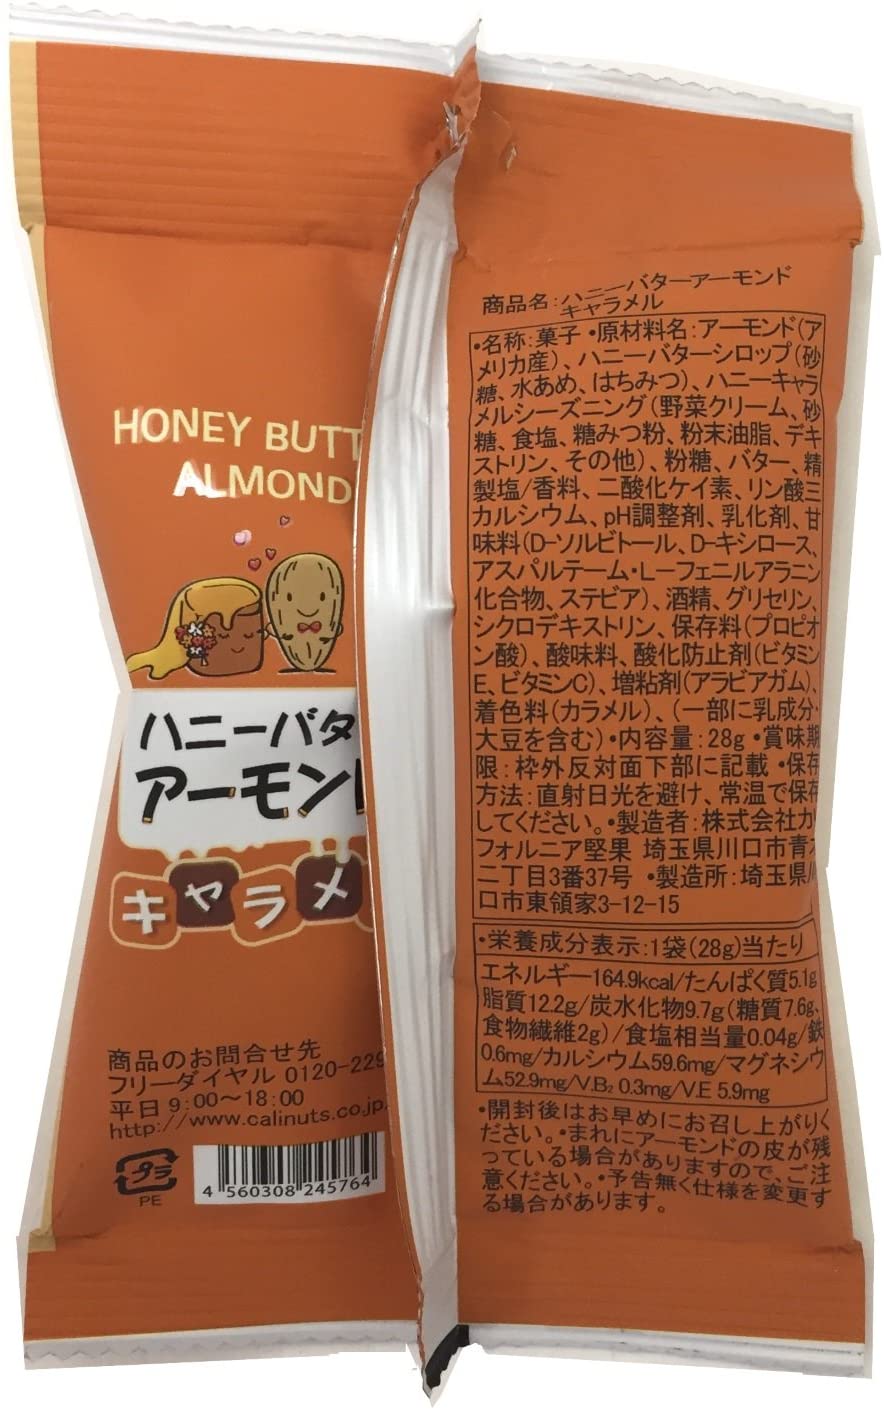 HONEY BUTT
ALMOND
ハニーバタ
アーモン
キャラメ
商品のお問合せ先
フリーダイヤル 0120-229
平日 9:00～18:00
http://www.calinuts.co.jp
プラ
PE
4 560308 245764
商品名:ハニーバターアーモンド
キャラメル
•名称:菓子 •原材料名:アーモンド(ア
メリカ産)、ハニーバターシロップ(砂
糖、水あめ、はちみつ)、ハニーキャラ
メルシーズニング(野菜クリーム、砂
糖、食塩、糖みつ粉、粉末油脂、デキ
ストリン、その他)、粉糖、バター、精
製塩/香料、二酸化ケイ素、リン酸三
カルシウム、pH調整剤、乳化剤、甘
味料(D-ソルビトール、D-キシロース、
アスパルテーム・L-フェニルアラニン
化合物、ステビア)、酒精、グリセリン、
シクロデキストリン、保存料(プロピオ
ン酸)、酸味料、酸化防止剤(ビタミン
E、ビタミンC)、増粘剤(アラビアガム)、
着色料(カラメル)、(一部に乳成分・
大豆を含む) •内容量:28g •賞味期
限:枠外反対面下部に記載 •保存
方法:直射日光を避け、常温で保存
してください。•製造者:株式会社カリ
フォルニア堅果 埼玉県川口市青木
二丁目3番37号 •製造所:埼玉県川
口市東領家3-12-15
•栄養成分表示:1袋(28g)当たり
エネルギー164.9kcal/たんぱく質5.1g
脂質12.2g/炭水化物9.7g(糖質7.6g、
食物繊維2g)/食塩相当量0.04g/鉄
0.6mg/カルシウム59.6mg/マグネシウ
ム52.9mg/V.B₂ 0.3mg/V.E 5.9mg
•開封後はお早めにお召し上がりく
ださい。•まれにアーモンドの皮が残
っている場合がありますので、ご注
意ください。•予告無く仕様を変更す
る場合があります。